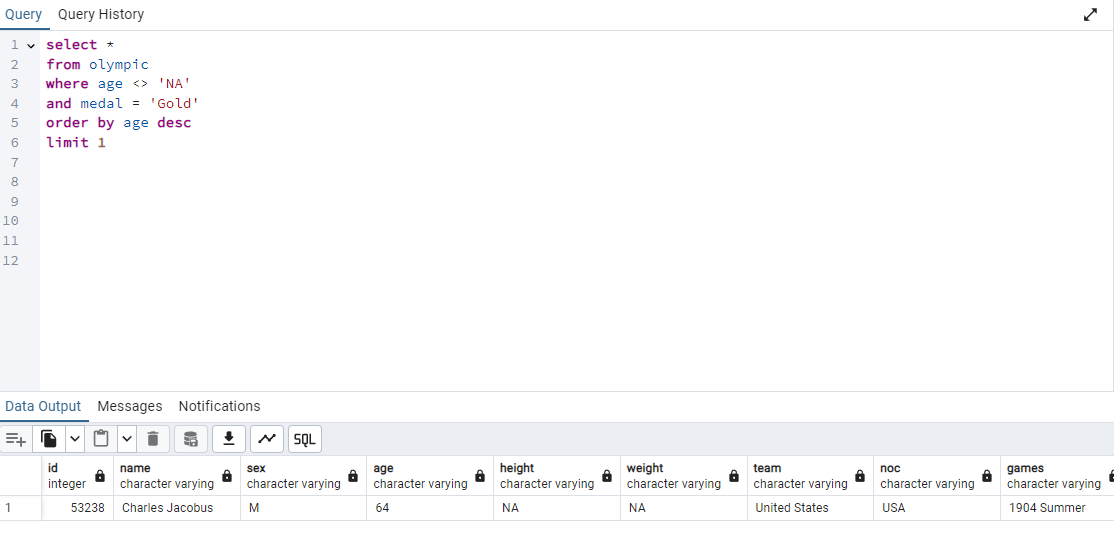 Query Query History
1 select *
2 from olympic
3 where age <> 'NA'
4 and medal = 'Gold'
5 order by age desc
6 limit 1
7
8
9
10
11
12
Data Output Messages Notifications
SQL
id name sex age height weight team noc games
integer character varying character varying character varying character varying character varying character varying character varying character varying
1 53238 Charles Jacobus M 64 NA NA United States USA 1904 Summer